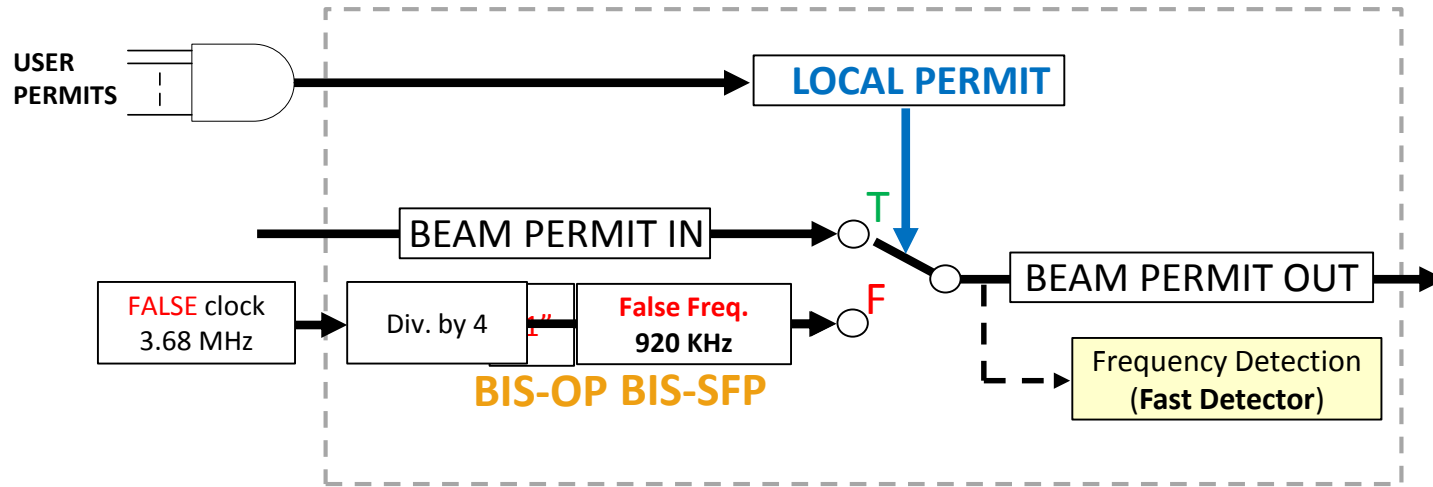 USER
PERMITS
LOCAL PERMIT
T
BEAM PERMIT IN
BEAM PERMIT OUT
FALSE clock
3.68 MHz
Div. by 4
1”
False Freq.
920 KHz
F
BIS-OP BIS-SFP
Frequency Detection
(Fast Detector)